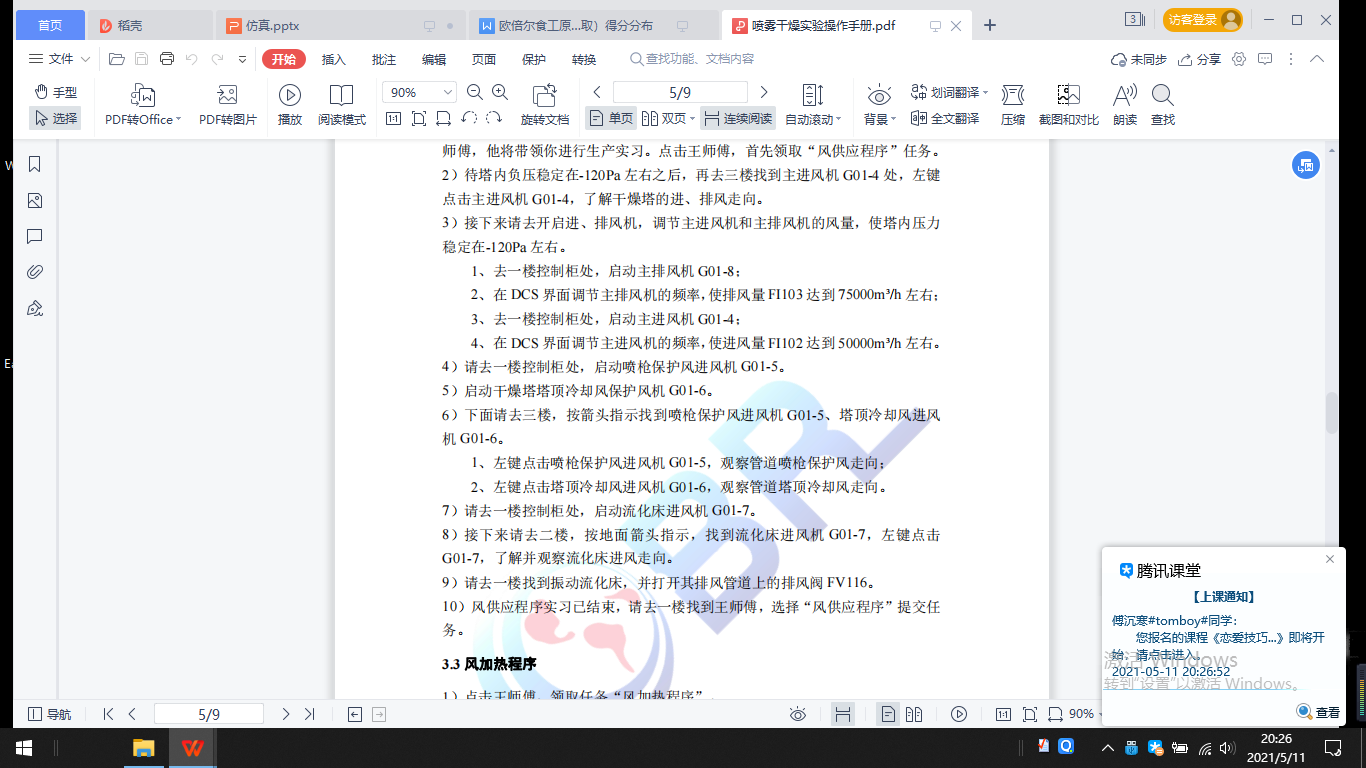 首页
稻壳
仿真.pptx
欧倍尔食工原...取）得分分布
喷雾干燥实验操作手册.pdf
3
访客登录
文件
开始
插入
批注
编辑
页面
保护
转换
查找功能、文档内容
未同步
分享
手型
选择
PDF转Office
PDF转图片
播放
阅读模式
90%
旋转文档
5/9
单页
双页
连续阅读
自动滚动
背景
划词翻译
全文翻译
压缩
截图和对比
朗读
查找
师傅，他将带领你进行生产实习。点击王师傅，首先领取“风供应程序”任务。
2）待塔内负压稳定在-120Pa 左右之后，再去三楼找到主进风机 G01-4 处，左键
点击主进风机 G01-4，了解干燥塔的进、排风走向。
3）接下来请去开启进、排风机，调节主进风机和主排风机的风量，使塔内压力
稳定在-120Pa 左右。
1、去一楼控制柜处，启动主排风机 G01-8；
2、在 DCS 界面调节主排风机的频率，使排风量 FI103 达到 75000m³/h 左右；
3、去一楼控制柜处，启动主进风机 G01-4；
4、在 DCS 界面调节主进风机的频率，使进风量 FI102 达到 50000m³/h 左右。
4）请去一楼控制柜处，启动喷枪保护风进风机 G01-5。
5）启动干燥塔塔顶冷却风保护风机 G01-6。
6）下面请去三楼，按箭头指示找到喷枪保护风进风机 G01-5、塔顶冷却风进风
机 G01-6。
1、左键点击喷枪保护风进风机 G01-5，观察管道喷枪保护风走向；
2、左键点击塔顶冷却风进风机 G01-6，观察管道塔顶冷却风走向。
7）请去一楼控制柜处，启动流化床进风机 G01-7。
8）接下来请去二楼，按地面箭头指示，找到流化床进风机 G01-7，左键点击
G01-7，了解并观察流化床进风走向。
9）请去一楼找到振动流化床，并打开其排风管道上的排风阀 FV116。
10）风供应程序实习已结束，请去一楼找到王师傅，选择“风供应程序”提交任
务。
3.3 风加热程序
1）点击王师傅，领取任务“风加热程序”。
BRL
腾讯课堂
【上课通知】
傅沉寒#tomboy#同学：
您报名的课程《恋爱技巧...》即将开
始，请点击进入。
2021-05-11 20:26:52
激活 Windows
转到“设置”以激活 Windows。
查看
导航
5/9
1:1
90%
20:26
2021/5/11